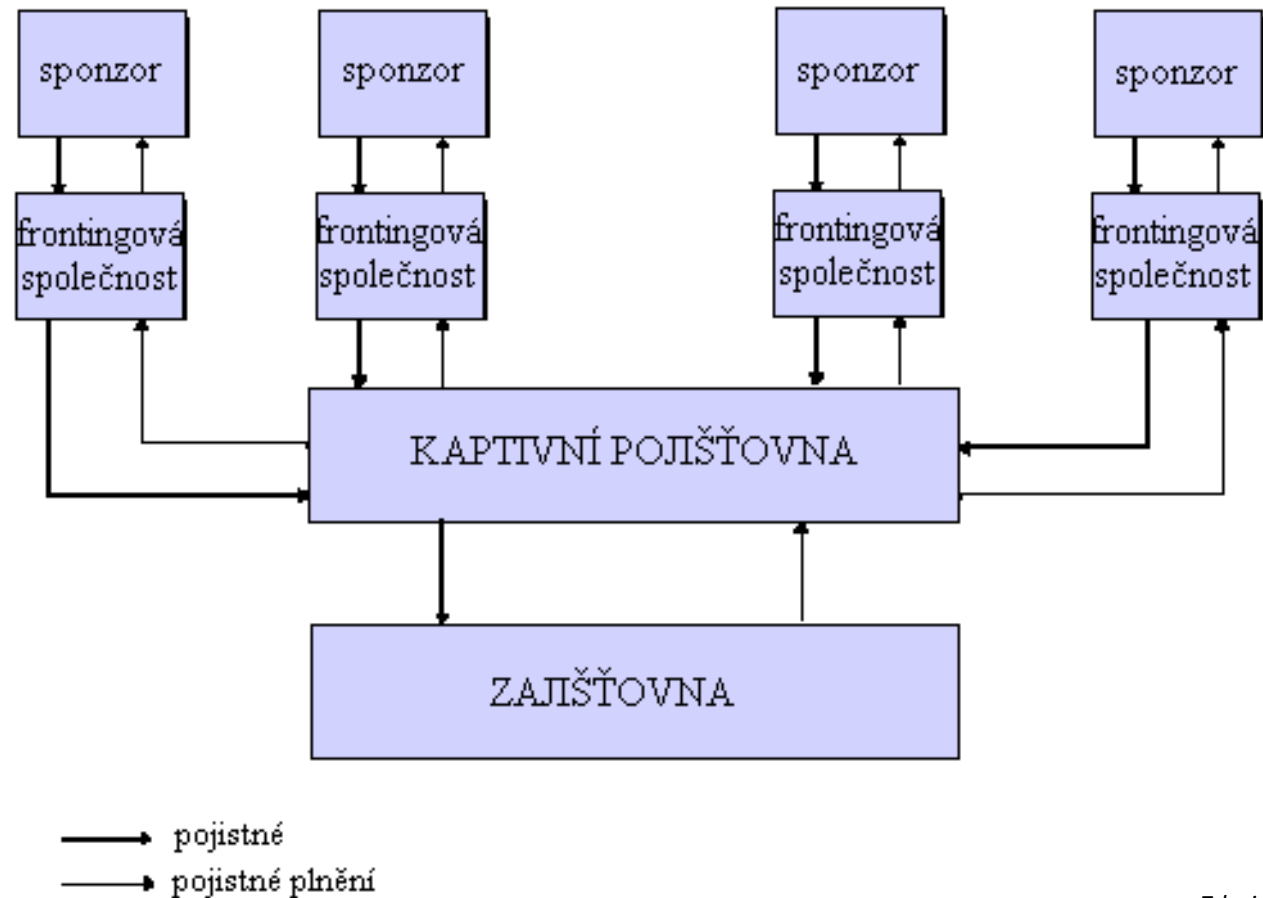 sponzor
sponzor
sponzor
sponzor
frontingová
společnost
frontingová
společnost
frontingová
společnost
frontingová
společnost
KAPTIVNÍ POJIŠŤOVNA
ZAJIŠŤOVNA
pojistné
pojistné plnění